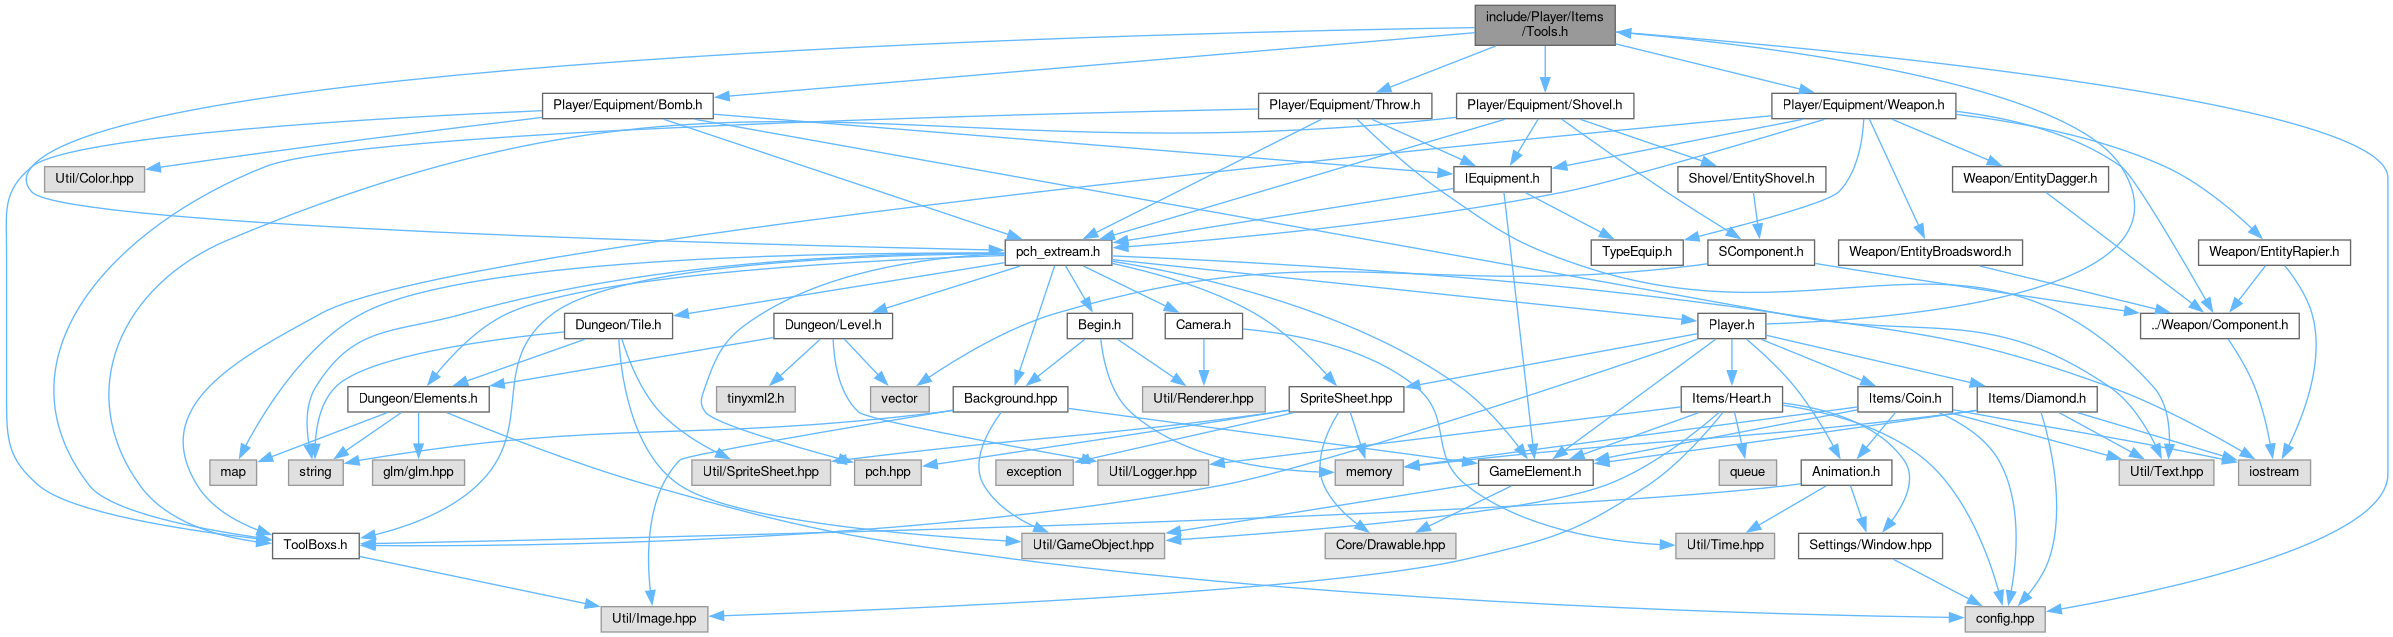 include/Player/Items
/Tools.h
Player/Equipment/Bomb.h
Player/Equipment/Throw.h
Player/Equipment/Shovel.h
Player/Equipment/Weapon.h
Util/Color.hpp
IEquipment.h
Shovel/EntityShovel.h
Weapon/EntityDagger.h
pch_extream.h
TypeEquip.h
SComponent.h
Weapon/EntityBroadsword.h
Weapon/EntityRapier.h
Dungeon/Tile.h
Dungeon/Level.h
Begin.h
Camera.h
Player.h
../Weapon/Component.h
Dungeon/Elements.h
tinyxml2.h
vector
Background.hpp
Util/Renderer.hpp
SpriteSheet.hpp
Items/Heart.h
Items/Coin.h
Items/Diamond.h
map
string
glm/glm.hpp
Util/SpriteSheet.hpp
pch.hpp
exception
Util/Logger.hpp
memory
GameElement.h
queue
Animation.h
Util/Text.hpp
iostream
ToolBoxs.h
Util/GameObject.hpp
Core/Drawable.hpp
Util/Time.hpp
Settings/Window.hpp
Util/Image.hpp
config.hpp